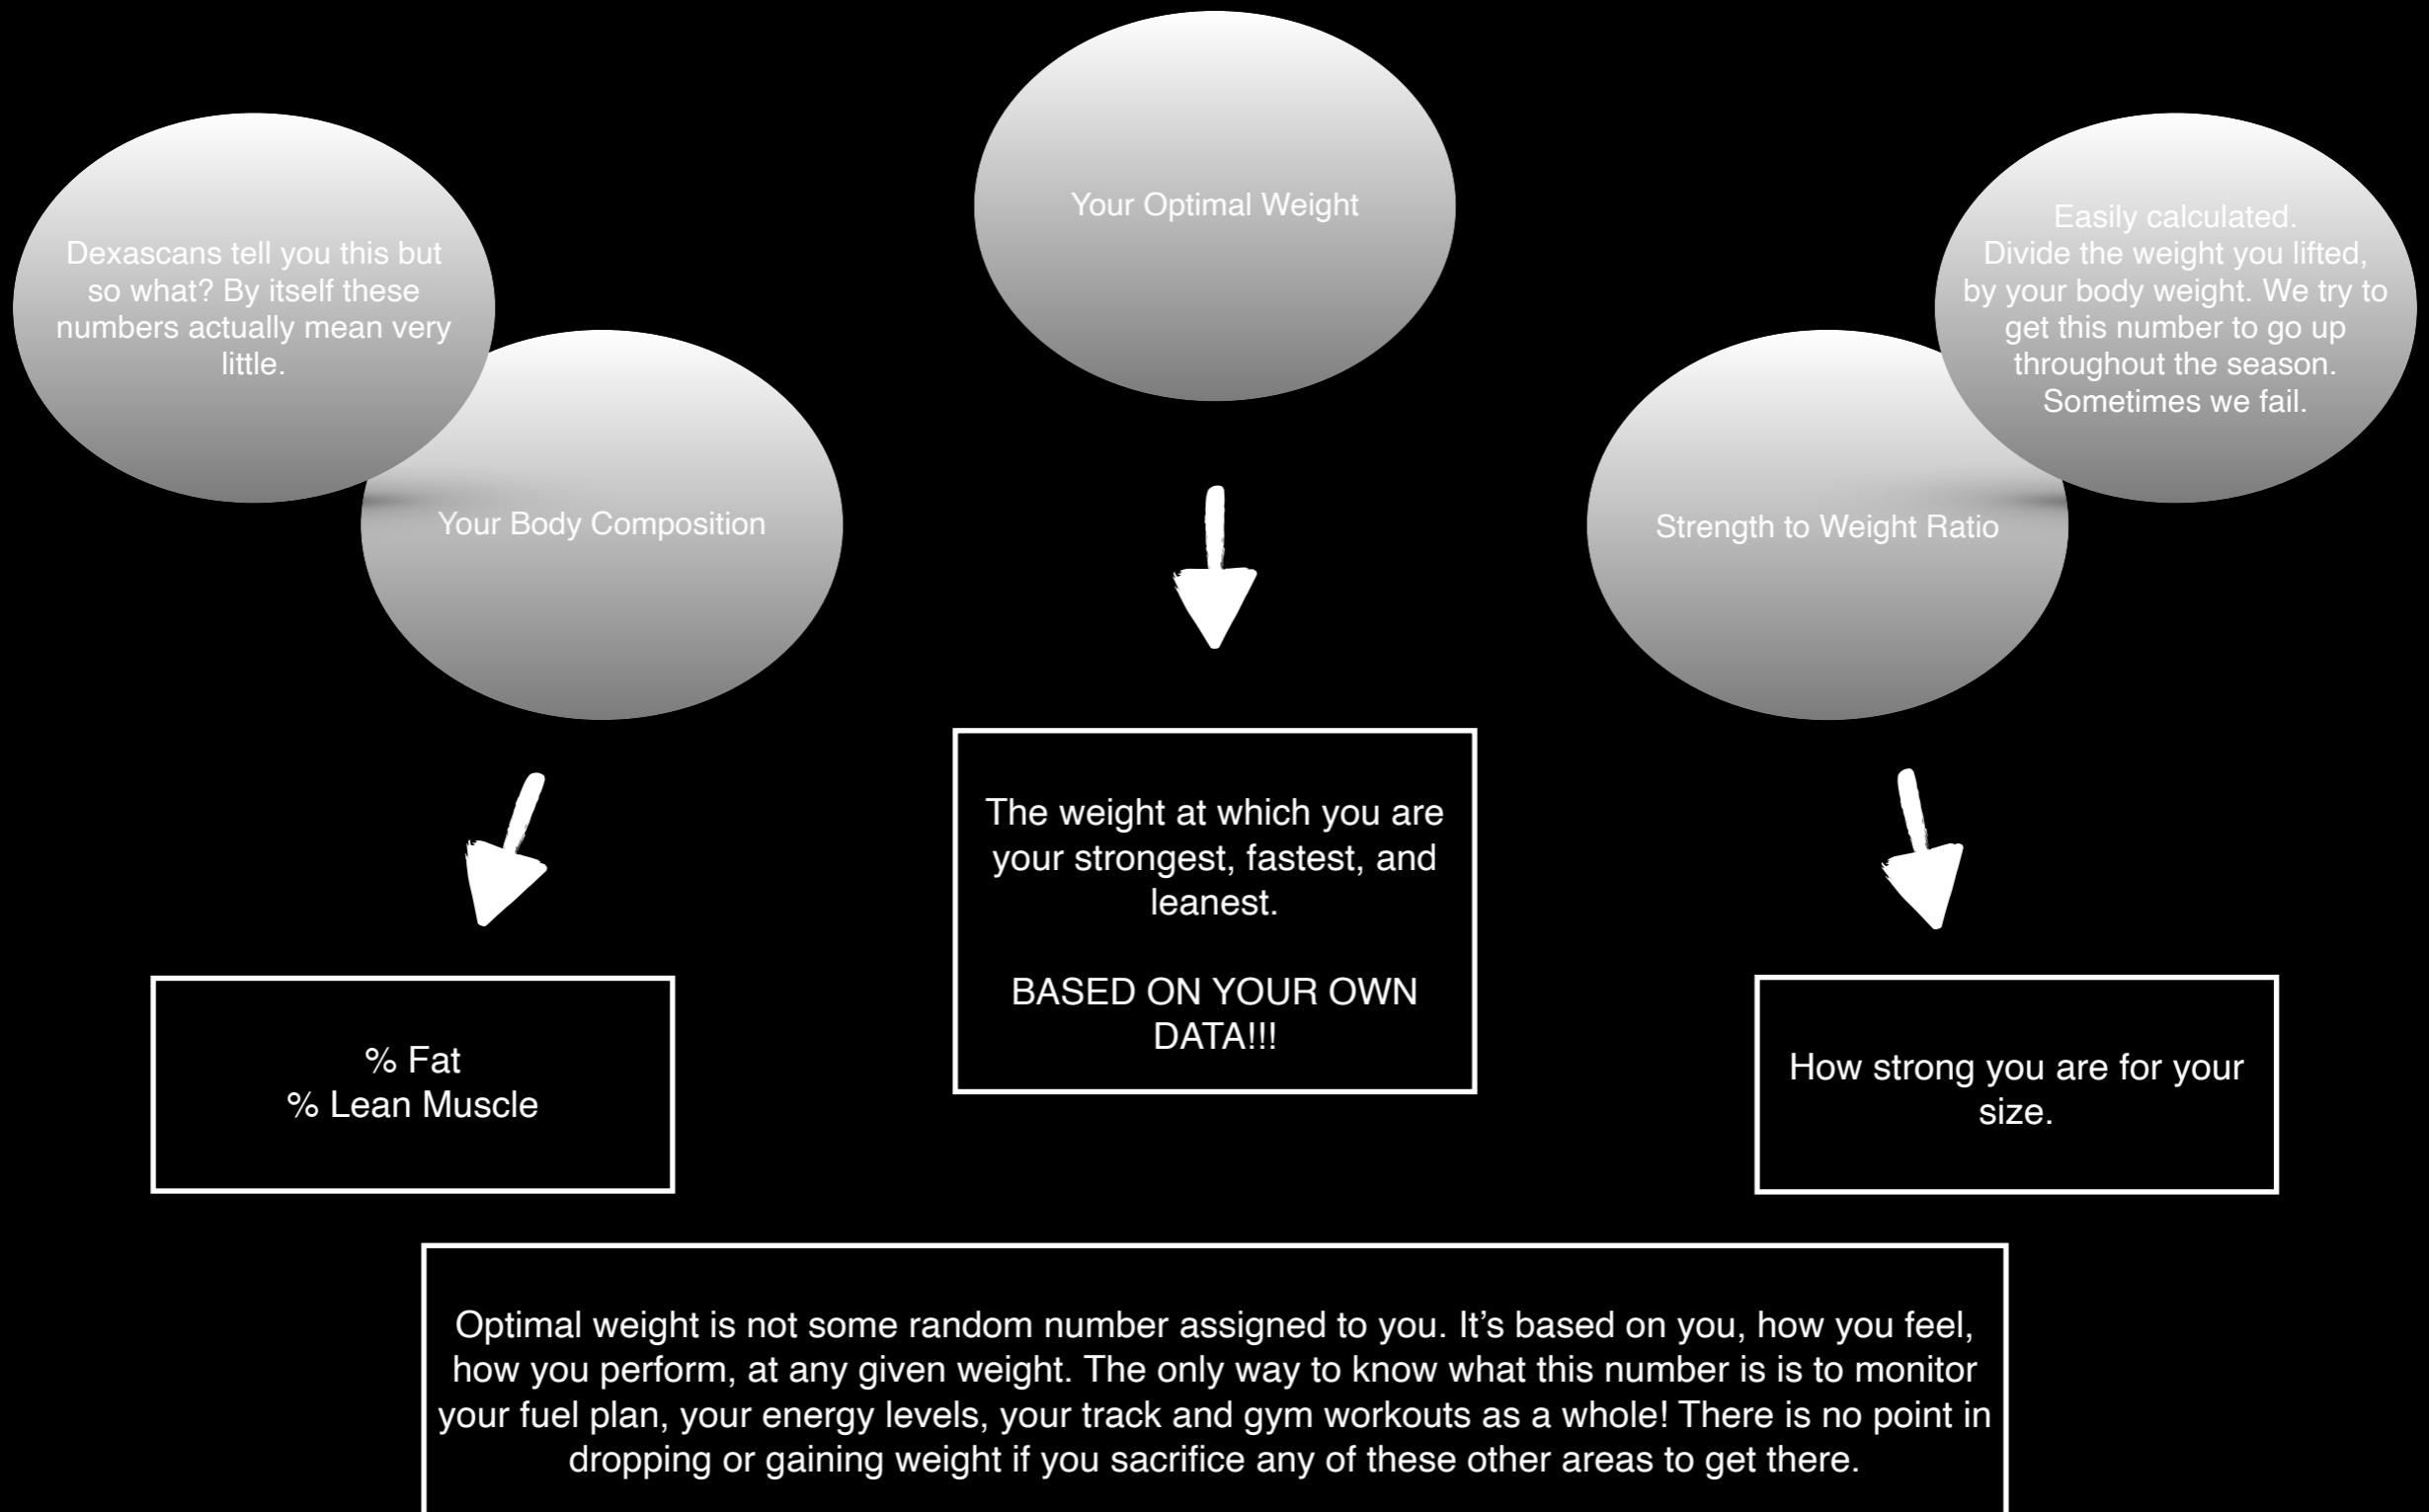 Your Optimal Weight
Dexascans tell you this but
so what? By itself these
numbers actually mean very
little.
Your Body Composition
Easily calculated.
Divide the weight you lifted,
by your body weight. We try to
get this number to go up
throughout the season.
Sometimes we fail.
Strength to Weight Ratio
The weight at which you are
your strongest, fastest, and
leanest.
BASED ON YOUR OWN
DATA!!!
% Fat
% Lean Muscle
How strong you are for your
size.
Optimal weight is not some random number assigned to you. It’s based on you, how you feel,
how you perform, at any given weight. The only way to know what this number is is to monitor
your fuel plan, your energy levels, your track and gym workouts as a whole! There is no point in
dropping or gaining weight if you sacrifice any of these other areas to get there.